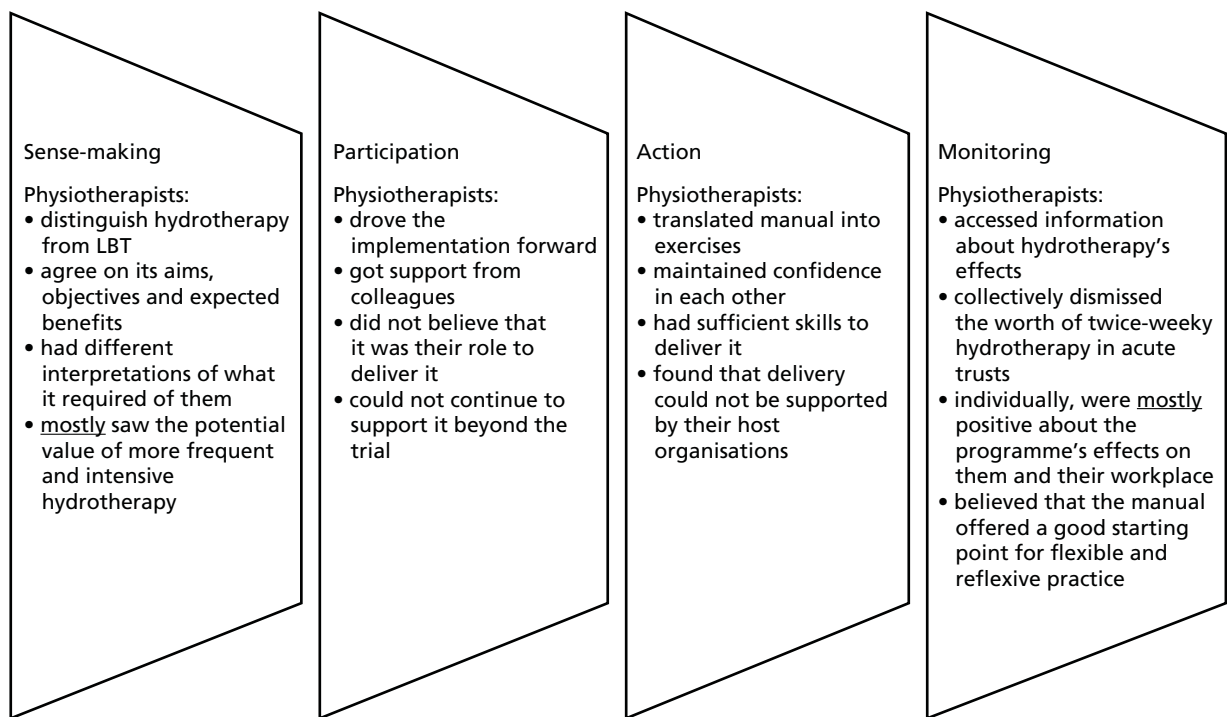 Sense-making
Physiotherapists:
• distinguish hydrotherapy
from LBT
• agree on its aims,
objectives and expected
benefits
• had different
interpretations of what
it required of them
• mostly saw the potential
value of more frequent
and intensive
hydrotherapy
Participation
Physiotherapists:
• drove the
implementation forward
• got support from
colleagues
• did not believe that
it was their role to
deliver it
• could not continue to
support it beyond the
trial
Action
Physiotherapists:
• translated manual into
exercises
• maintained confidence
in each other
• had sufficient skills to
deliver it
• found that delivery
could not be supported
by their host
organisations
Monitoring
Physiotherapists:
• accessed information
about hydrotherapy’s
effects
• collectively dismissed
the worth of twice-weeky
hydrotherapy in acute
trusts
• individually, were mostly
positive about the
programme’s effects on
them and their workplace
• believed that the manual
offered a good starting
point for flexible and
reflexive practice